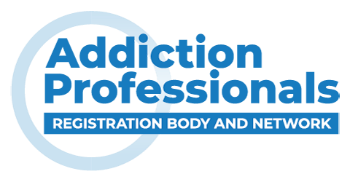 Addiction
Professionals
REGISTRATION BODY AND NETWORK